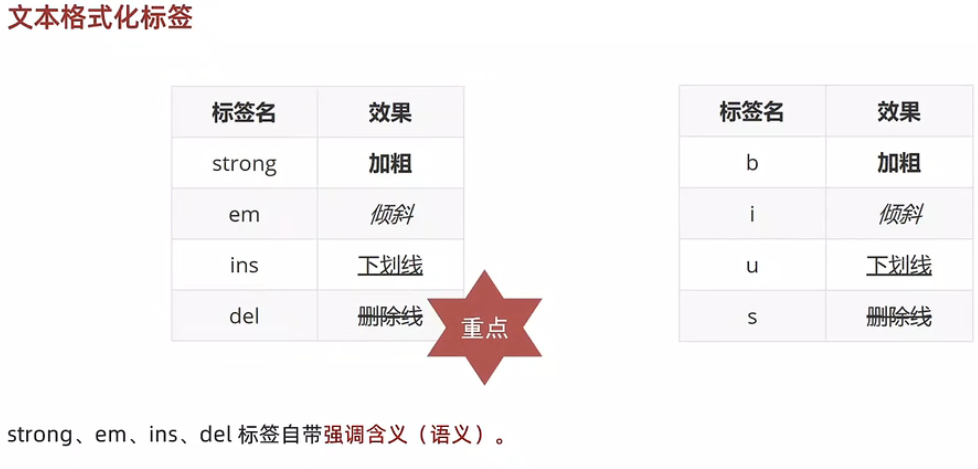 文本格式化标签
标签名 效果
strong 加粗
em 倾斜
ins 下划线
del 删除线
重点
标签名 效果
b 加粗
i 倾斜
u 下划线
s 删除线
strong、em、ins、del 标签自带强调含义（语义）。